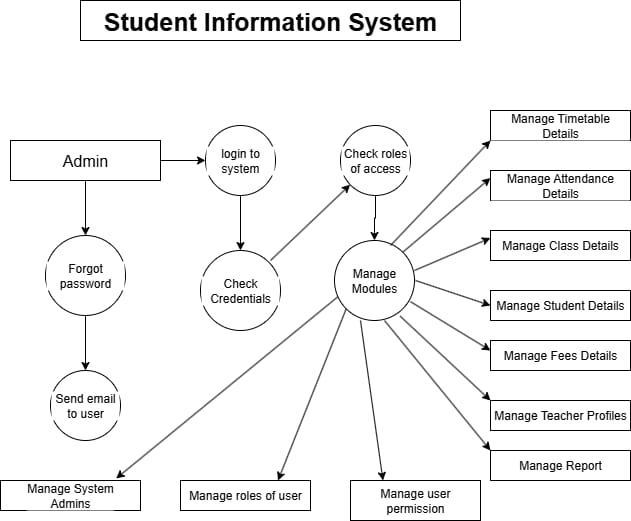 Student Information System
Admin
login to
system
Check roles
of access
Manage Timetable
Details
Manage Attendance
Details
Manage Class Details
Forgot
password
Check
Credentials
Manage
Modules
Manage Student Details
Manage Fees Details
Send email
to user
Manage Teacher Profiles
Manage Report
Manage System
Admins
Manage roles of user
Manage user
permission